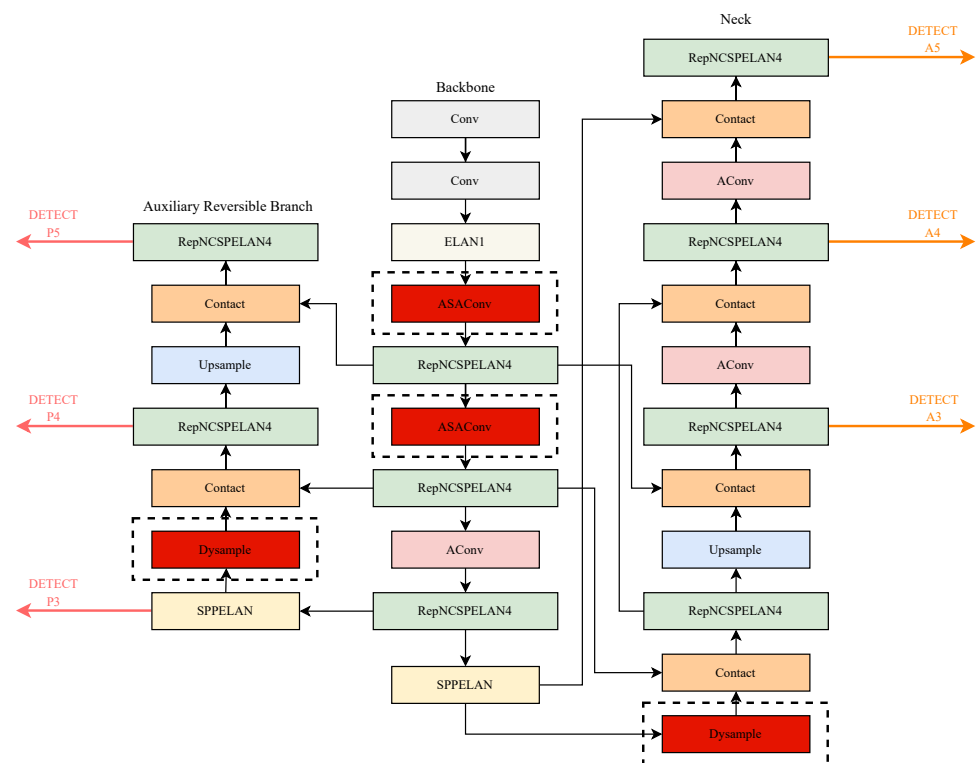 Neck
DETECT
A5
RepNCSPELAN4
Backbone
Conv
Contact
Conv
AConv
Auxiliary Reversible Branch
DETECT
P5
RepNCSPELAN4
ELAN1
RepNCSPELAN4
DETECT
A4
Contact
ASAConv
Contact
Upsample
RepNCSPELAN4
AConv
DETECT
P4
RepNCSPELAN4
ASAConv
RepNCSPELAN4
DETECT
A3
Contact
RepNCSPELAN4
Contact
Dysample
AConv
Upsample
DETECT
P3
SPPELAN
RepNCSPELAN4
RepNCSPELAN4
SPPELAN
Contact
Dysample